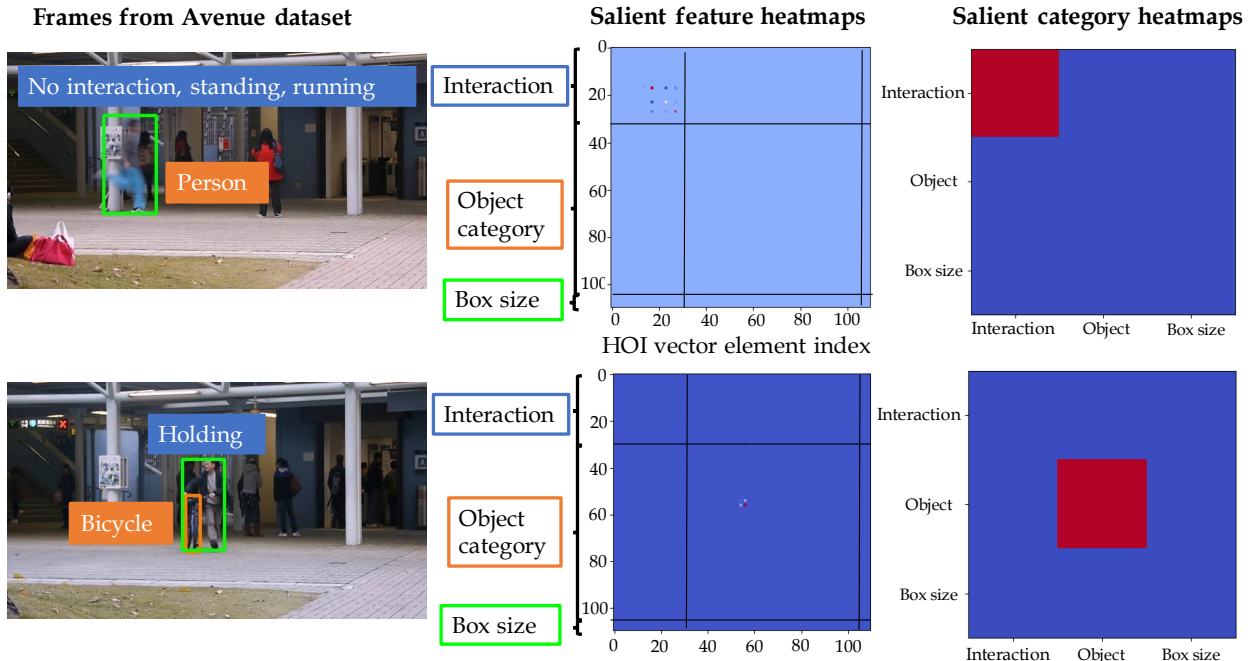 Frames from Avenue dataset
Salient feature heatmaps
Salient category heatmaps
No interaction, standing, running
Person
Interaction
Object
category
Box size
0
20
40
60
80
100
0 20 40 60 80 100
HOI vector element index
Interaction
Object
Box size
Interaction Object Box size
Holding
Bicycle
Interaction
Object
category
Box size
0
20
40
60
80
100
0 20 40 60 80 100
Interaction
Object
Box size
Interaction Object Box size